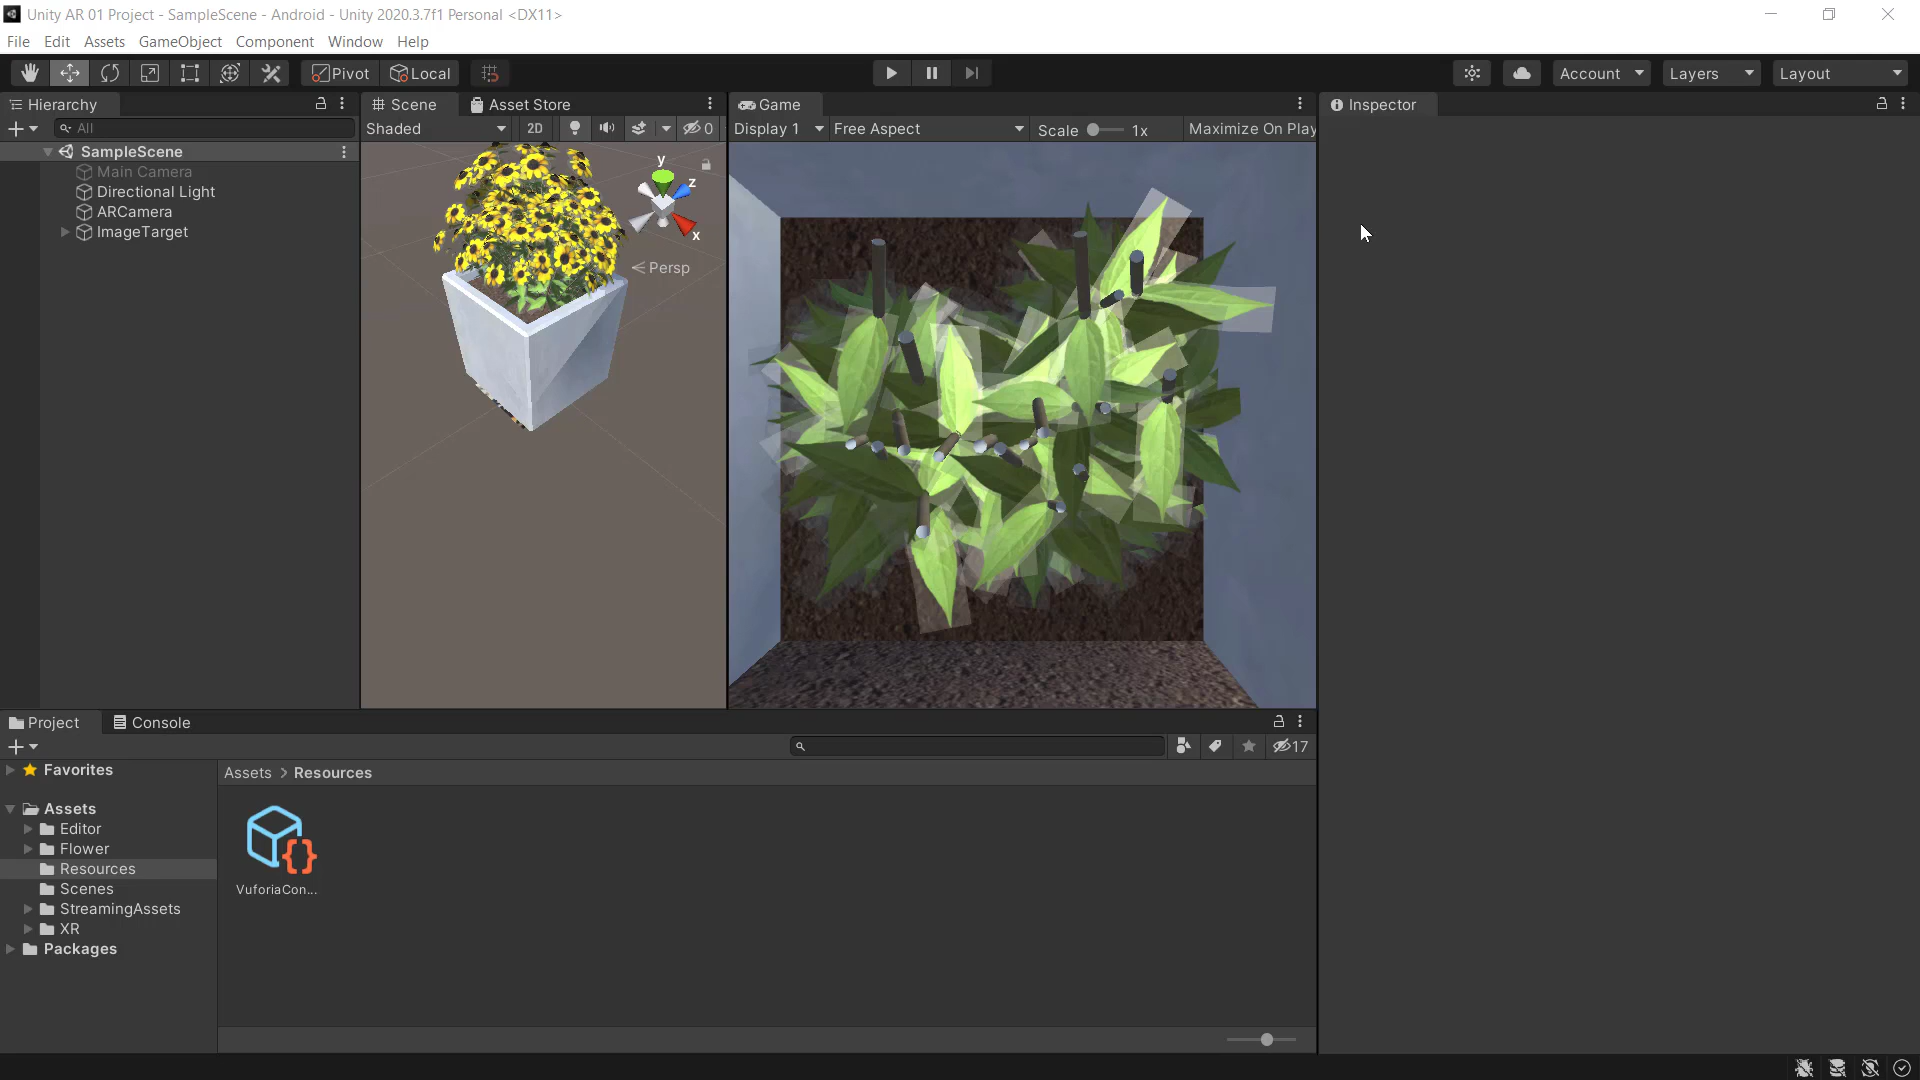 Unity AR 01 Project - SampleScene - Android - Unity 2020.3.7f1 Personal <DX11>
File Edit Assets GameObject Component Window Help
Pivot Local Account Layers Layout
Hierarchy
All
SampleScene
Main Camera
Directional Light
ARCamera
ImageTarget
Scene Asset Store
Shaded 2D 0
y
z
x
Persp
Game
Display 1 Free Aspect Scale 1x Maximize On Play
Inspector
Project Console
17
Favorites
Assets
Editor
Flower
Resources
Scenes
StreamingAssets
XR
Packages
Assets > Resources
VuforiaCon...